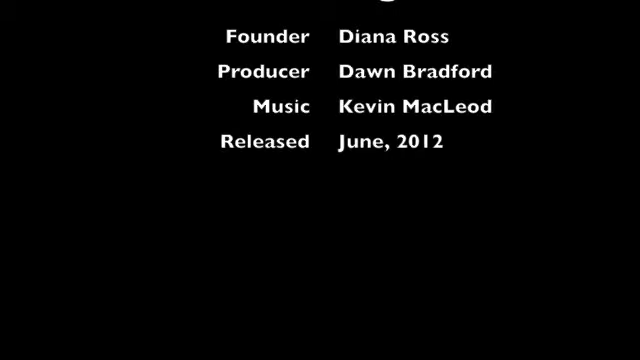 Founder Diana Ross
Producer Dawn Bradford
Music Kevin MacLeod
Released June, 2012